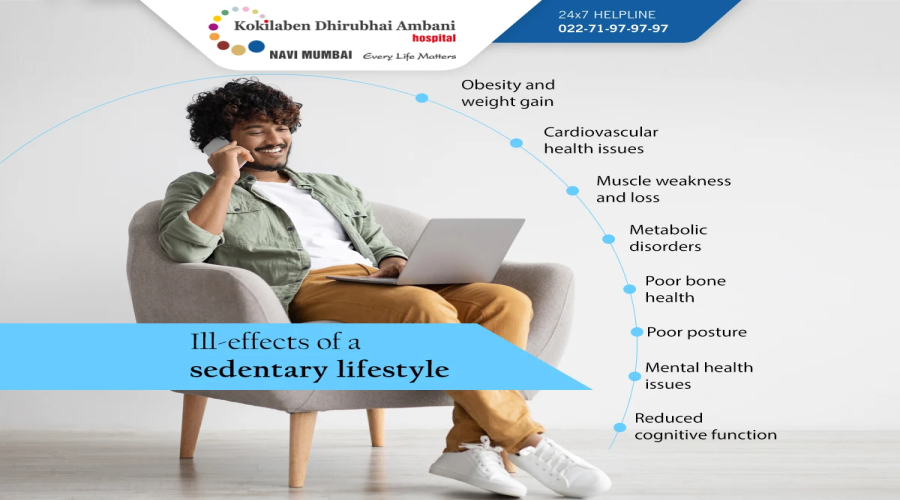 Kokilaben Dhirubhai Ambani
hospital
NAVI MUMBAI Every Life Matters
24x7 HELPLINE
022-71-97-97-97
Obesity and
weight gain
Cardiovascular
health issues
Muscle weakness
and loss
Metabolic
disorders
Poor bone
health
Poor posture
Mental health
issues
Reduced
cognitive function
Ill-effects of a
sedentary lifestyle